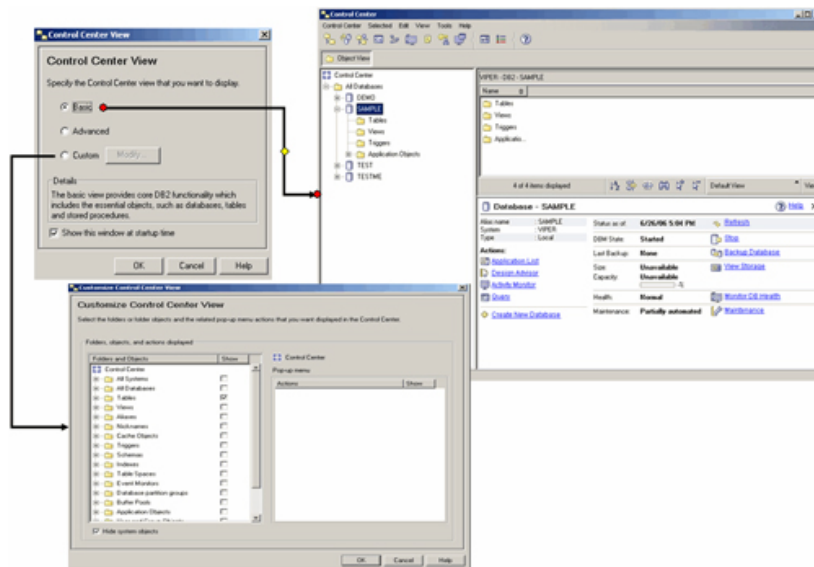 Control Center View
Control Center View
Specify the Control Center view that you want to display.
Basic
Advanced
Custom
Modify...
Details
The basic view provides core DB2 functionality which
includes the essential objects, such as databases, tables
and stored procedures.
Show this window at startup time
OK
Cancel
Help
Control Center
Control Center Selected Edit View Tools Help
Object View
Control Center
All Databases
DEMO
SAMPLE
Tables
Views
Triggers
Application Objects
TEST
TESTME
VIPER - DB2 - SAMPLE
Name
Tables
Views
Triggers
Applicatio...
4 of 4 items displayed
Default View
Database - SAMPLE
Help
Alias name : SAMPLE
System : VIPER
Type : Local
Actions:
Application List
Design Advisor
Activity Monitor
Query
Create New Database
Status as of: 6/26/06 5:04 PM
Refresh
DBM State: Started
Stop
Last Backup: None
Backup Database
Size: Unavailable
View Storage
Capacity: Unavailable
Health: Normal
Monitor DB Health
Maintenance: Partially automated
Maintenance
Customize Control Center View
Customize Control Center View
Select the folders or folder objects and the related pop-up menu actions that you want displayed in the Control Center.
Folders, objects, and actions displayed
Folders and Objects
Show
Control Center
All Systems
All Databases
Tables
Views
Aliases
Nicknames
Cache Objects
Triggers
Schemas
Indexes
Table Spaces
Event Monitors
Database partition groups
Buffer Pools
Application Objects
Hide system objects
Control Center
Pop-up menu
Actions
Show
OK
Cancel
Help